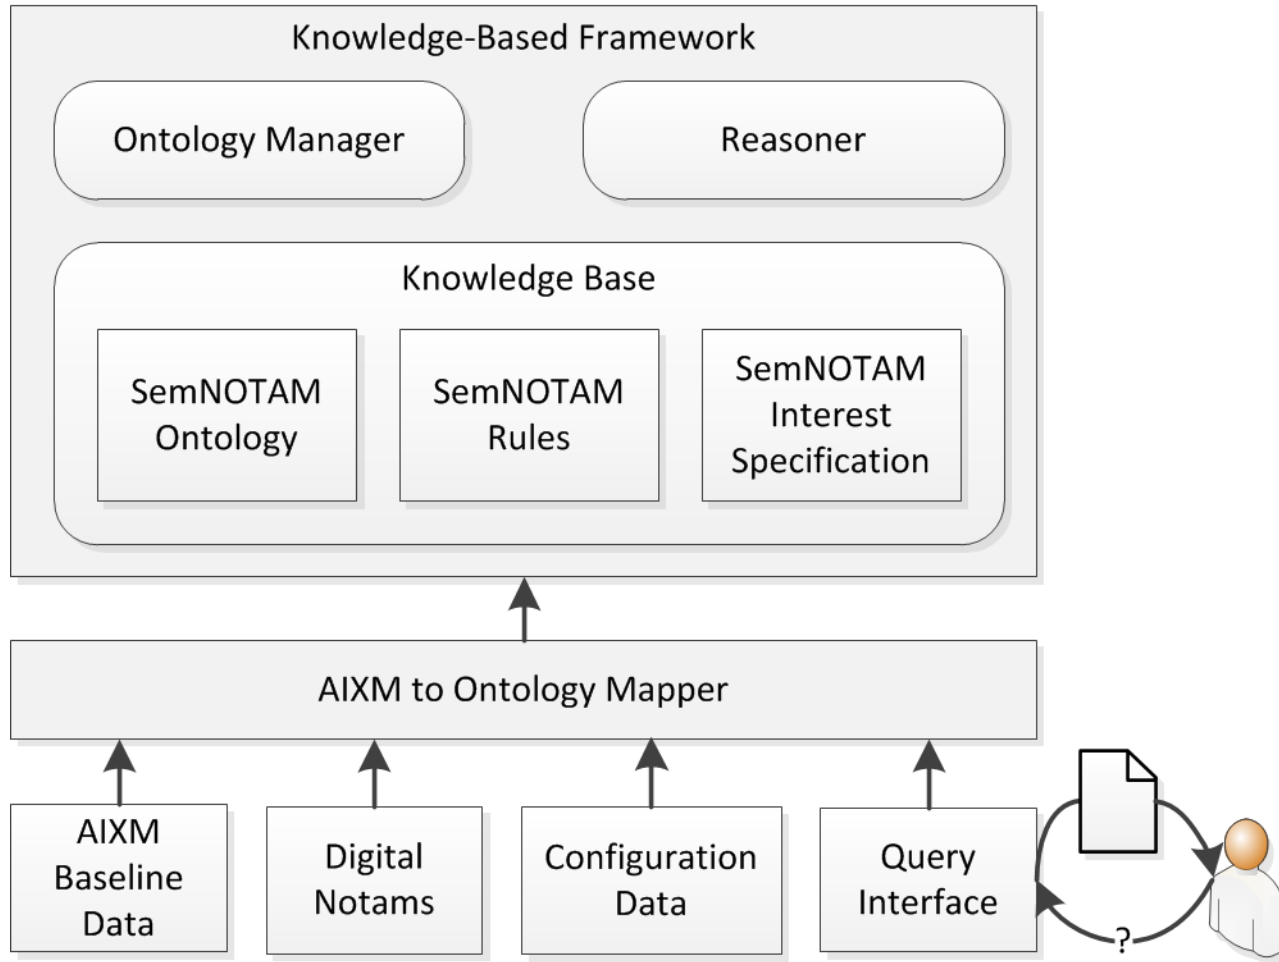 Knowledge-Based Framework
Ontology Manager
Reasoner
Knowledge Base
SemNOTAM
Ontology
SemNOTAM
Rules
SemNOTAM
Interest
Specification
AIXM to Ontology Mapper
AIXM
Baseline
Data
Digital
Notams
Configuration
Data
Query
Interface
?